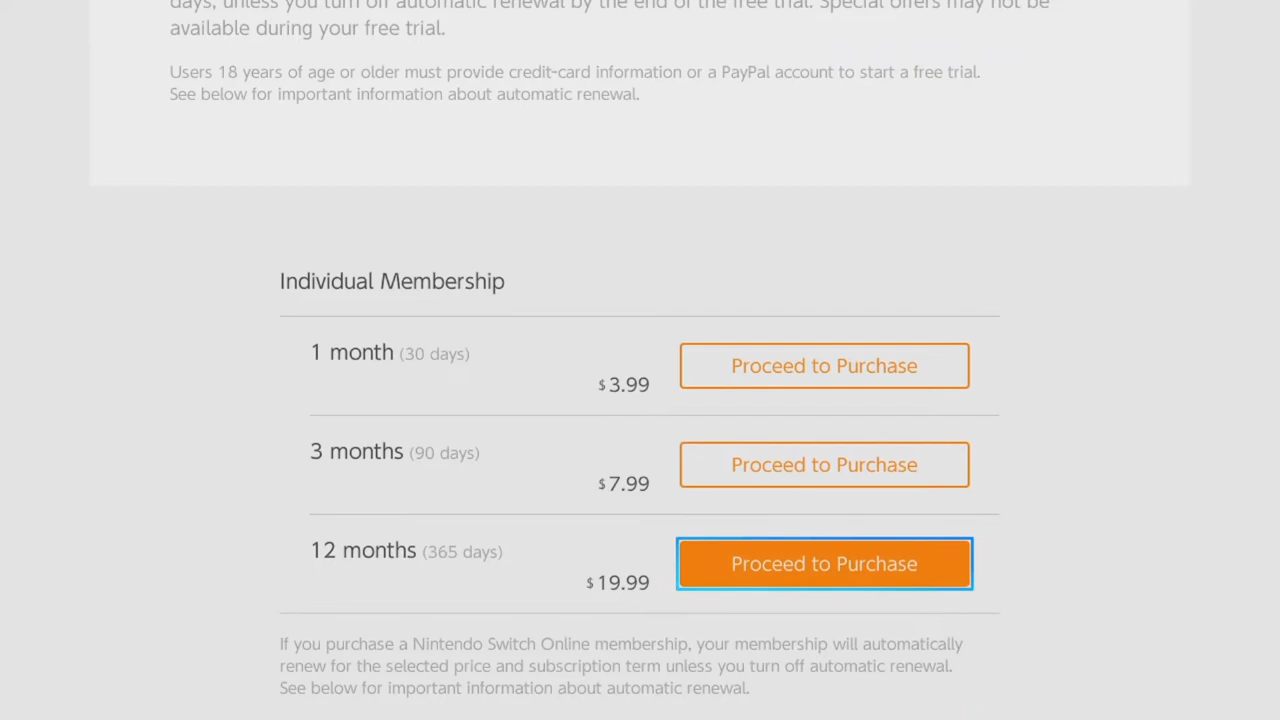 days, unless you turn off automatic renewal by the end of the free trial. Special offers may not be
available during your free trial.
Users 18 years of age or older must provide credit-card information or a PayPal account to start a free trial.
See below for important information about automatic renewal.
Individual Membership
1 month (30 days)
$3.99 Proceed to Purchase
3 months (90 days)
$7.99 Proceed to Purchase
12 months (365 days)
$19.99 Proceed to Purchase
If you purchase a Nintendo Switch Online membership, your membership will automatically
renew for the selected price and subscription term unless you turn off automatic renewal.
See below for important information about automatic renewal.